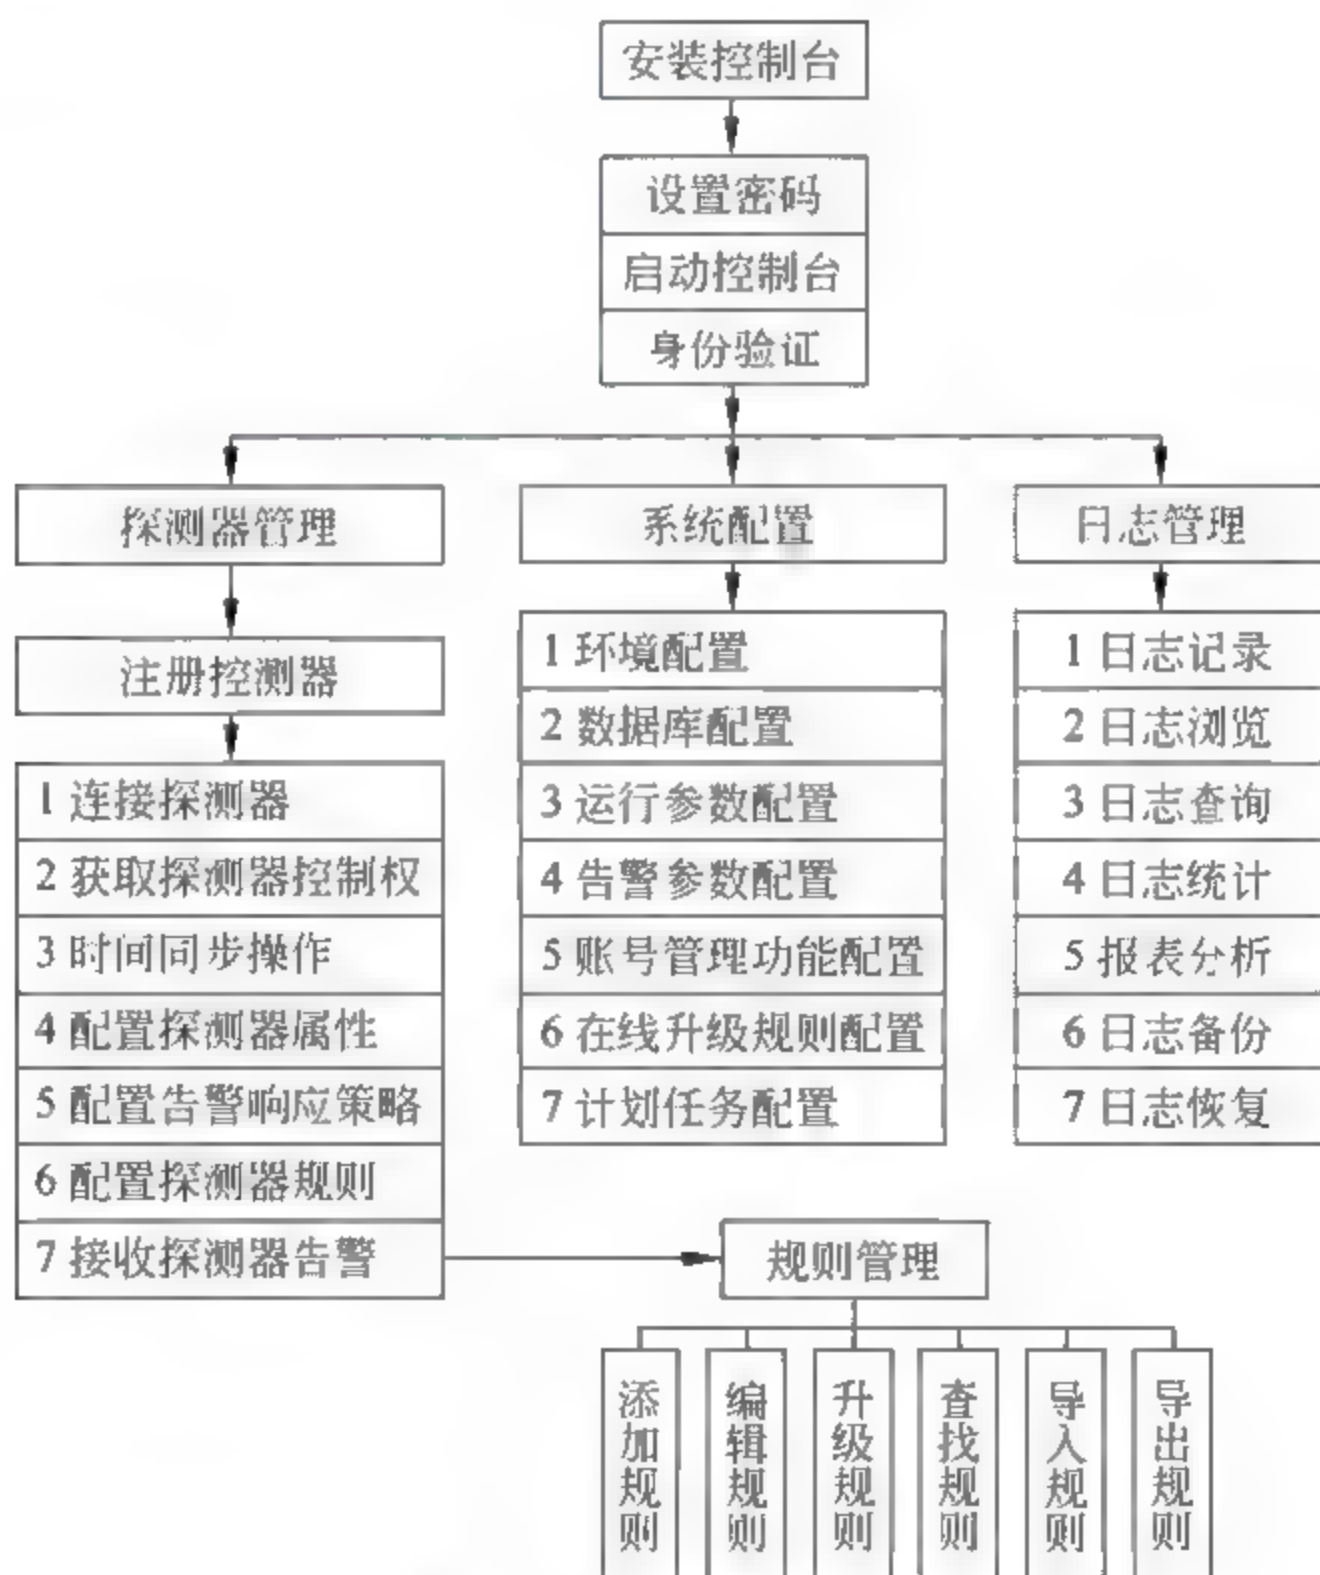 安装控制台
设置密码
启动控制台
身份验证
探测器管理
注册控测器
1 连接探测器
2 获取探测器控制权
3 时间同步操作
4 配置探测器属性
5 配置告警响应策略
6 配置探测器规则
7 接收探测器告警
系统配置
1 环境配置
2 数据库配置
3 运行参数配置
4 告警参数配置
5 账号管理功能配置
6 在线升级规则配置
7 计划任务配置
日志管理
1 日志记录
2 日志浏览
3 日志查询
4 日志统计
5 报表分析
6 日志备份
7 日志恢复
规则管理
添加规则
编辑规则
升级规则
查找规则
导入规则
导出规则